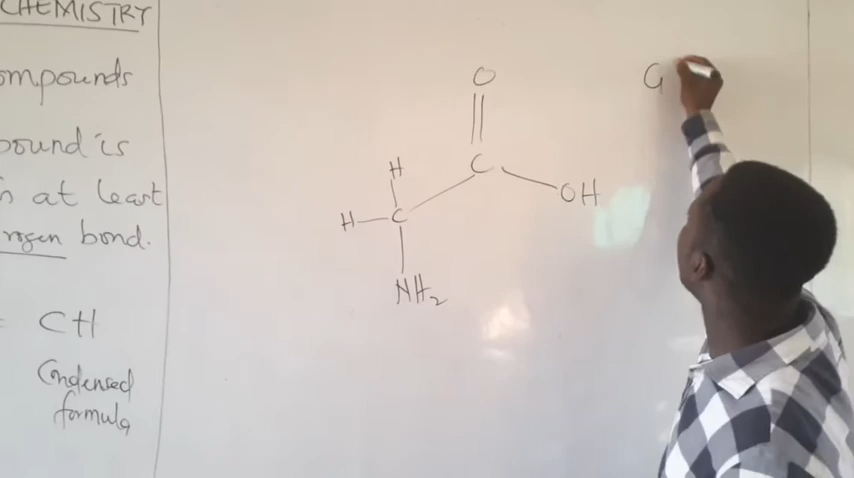 CHEMISTRY
ompounds
ound is
n at least
rogen bond.
= CH
Condensed
formula
O
C
OH
H
H
C
NH₂
G